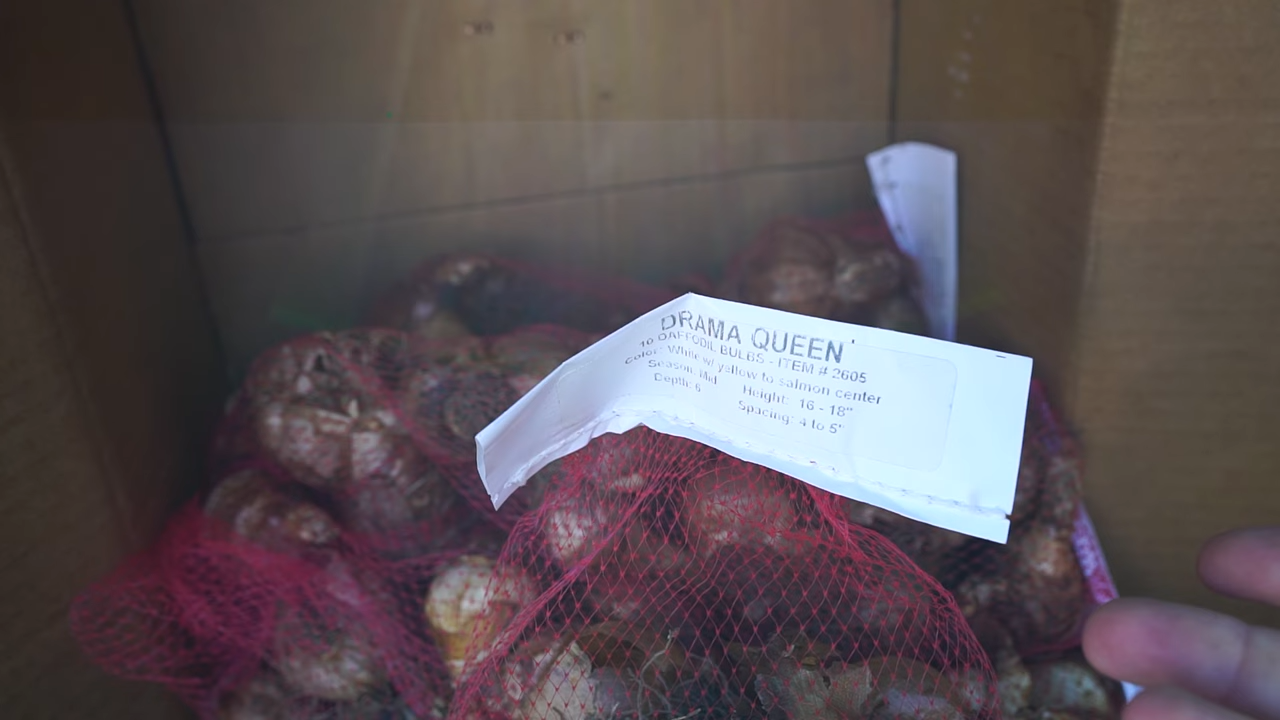 DRAMA QUEEN
10 DAFFODIL BULBS - ITEM # 2605
Color: White w/ yellow to salmon center
Season: Mid Height: 16 - 18"
Depth: 6 Spacing: 4 to 5"